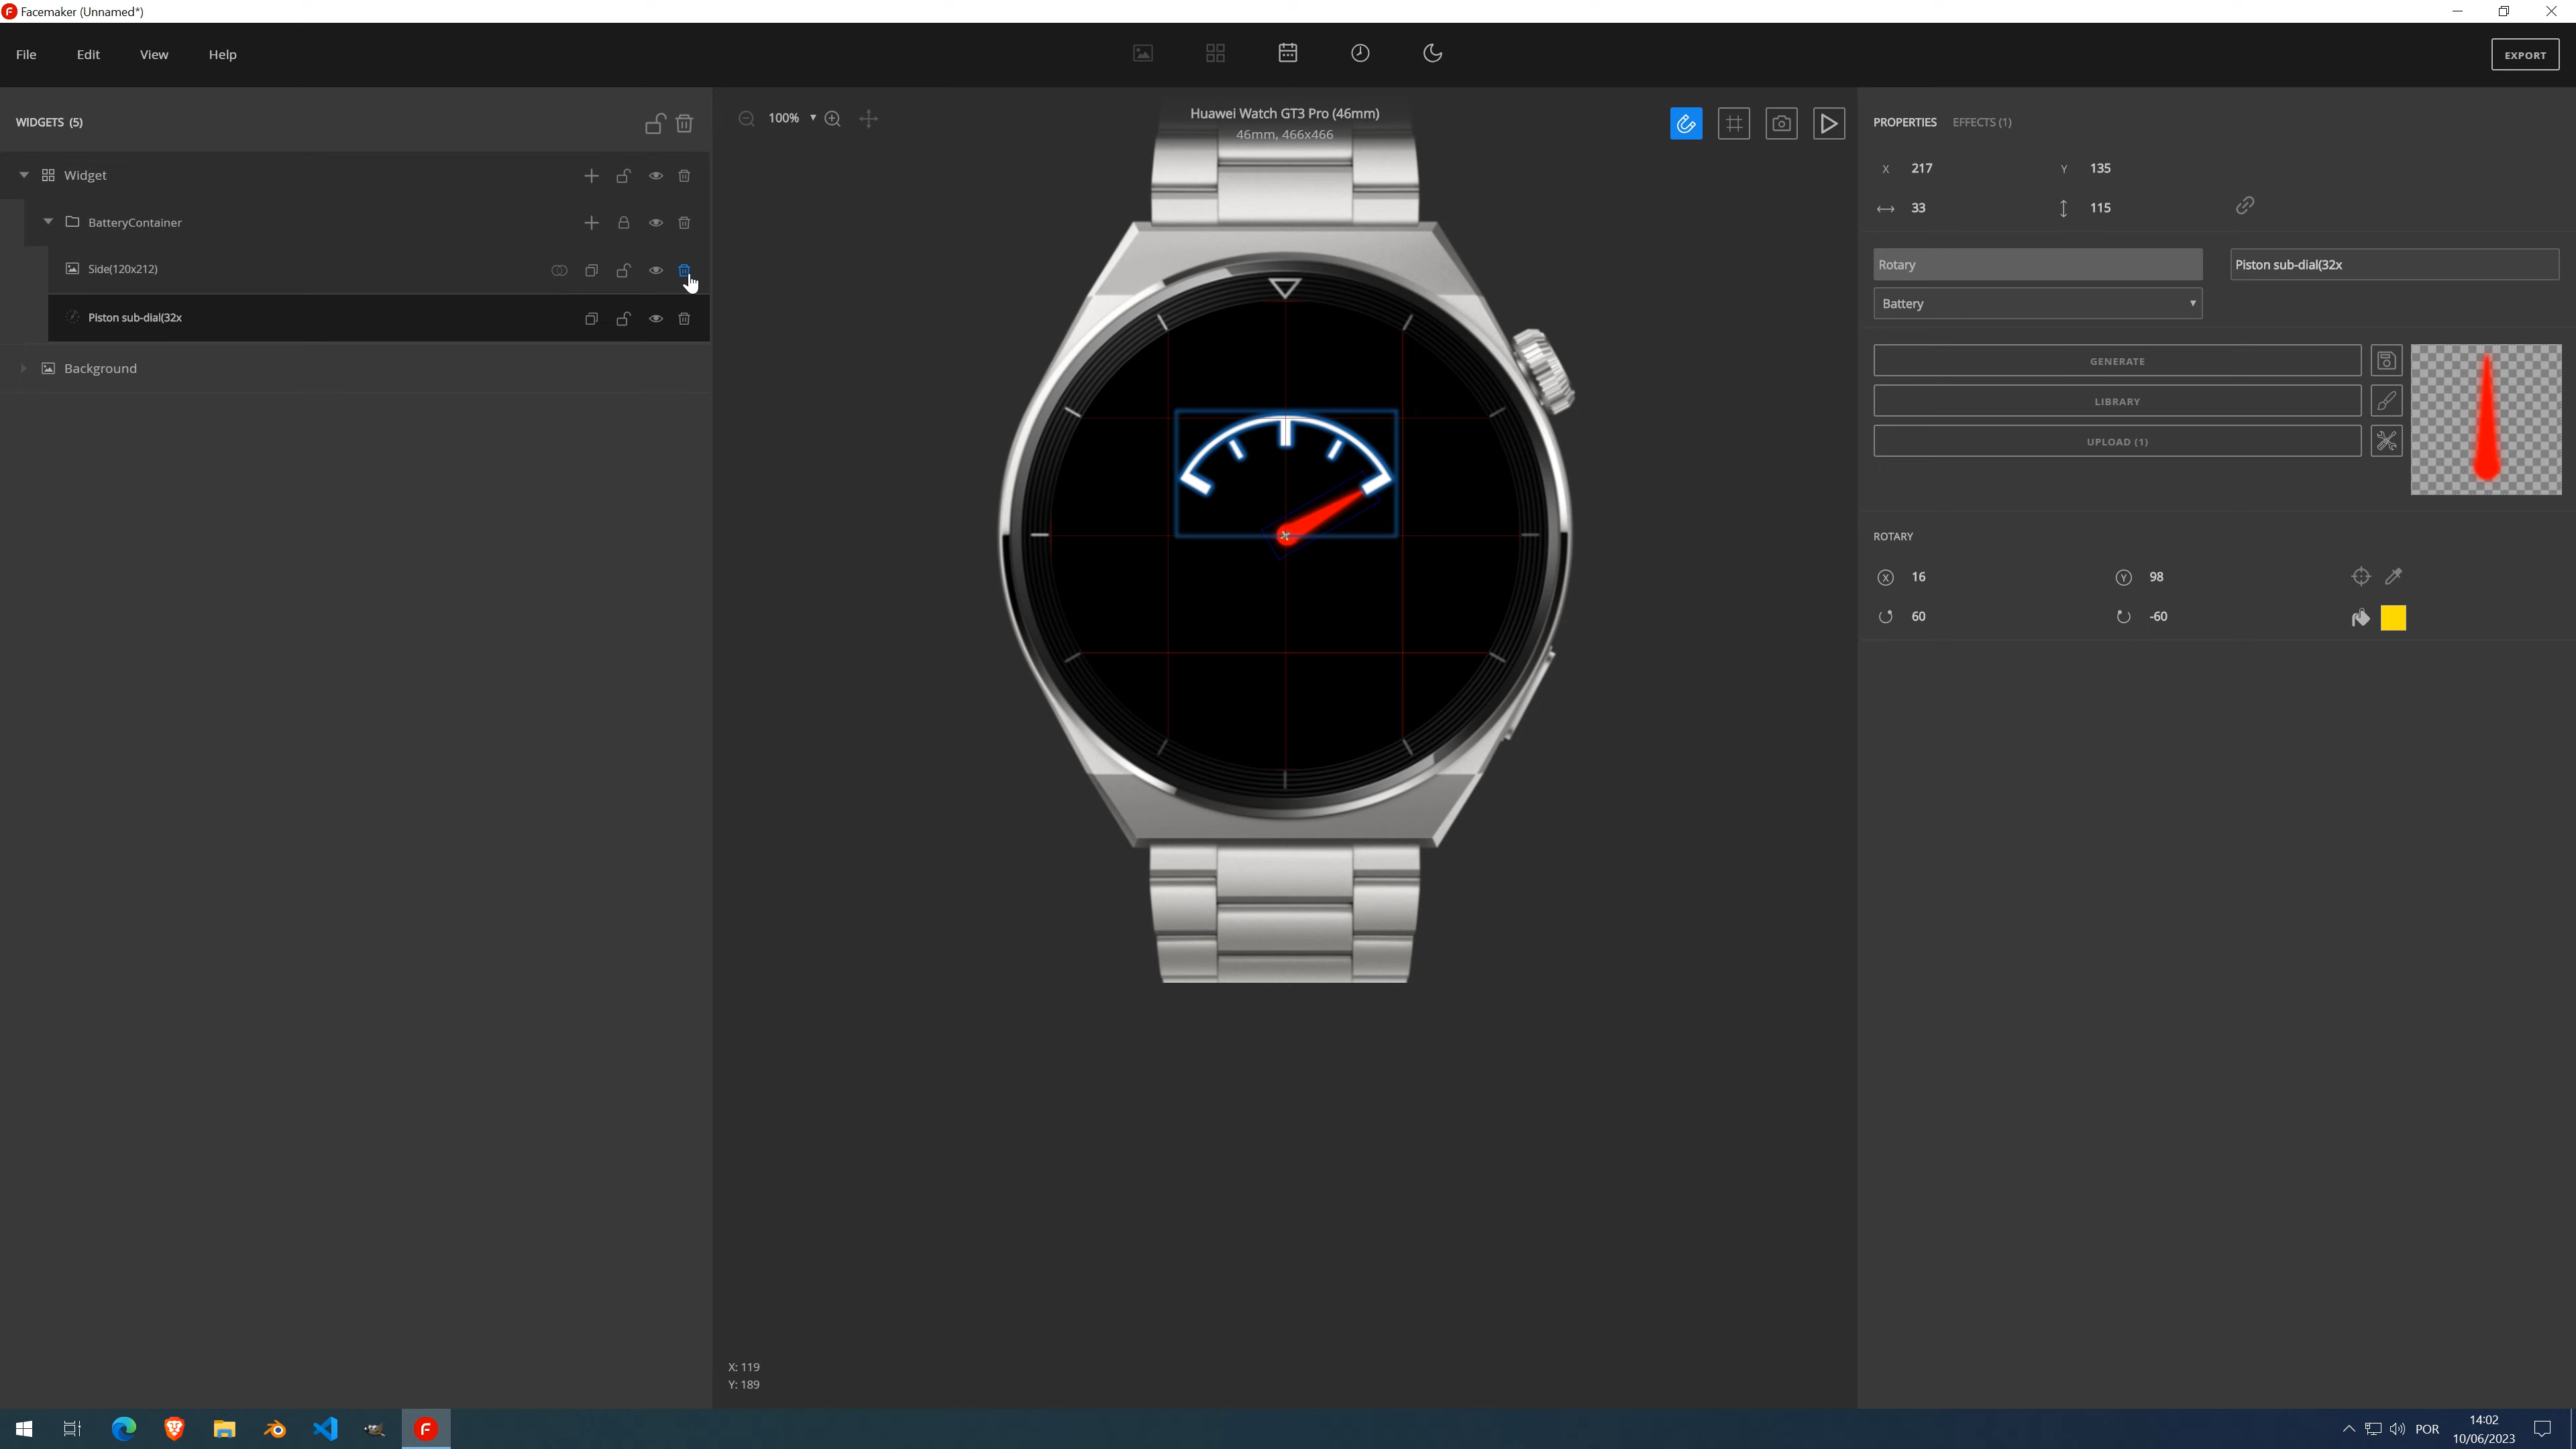 Facemaker (Unnamed*)
File Edit View Help
EXPORT
WIDGETS (5)
Widget
BatteryContainer
Side(120x212)
Piston sub-dial(32x
Background
100%
Huawei Watch GT3 Pro (46mm)
46mm, 466x466
X: 119
Y: 189
PROPERTIES EFFECTS (1)
X 217 Y 135
33 115
Rotary Piston sub-dial(32x
Battery
GENERATE
LIBRARY
UPLOAD (1)
ROTARY
X 16 Y 98
60 -60
POR
14:02
10/06/2023